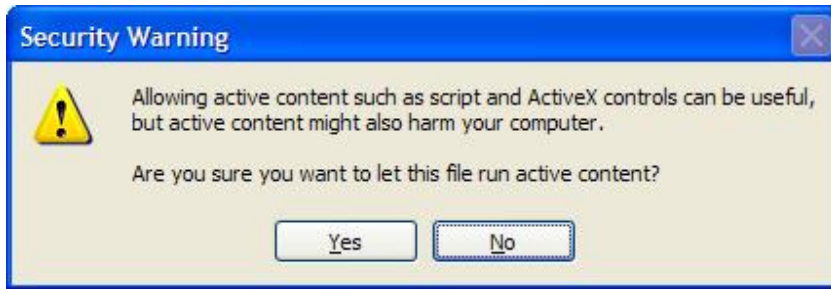 Security Warning
Allowing active content such as script and ActiveX controls can be useful,
but active content might also harm your computer.
Are you sure you want to let this file run active content?
Yes No